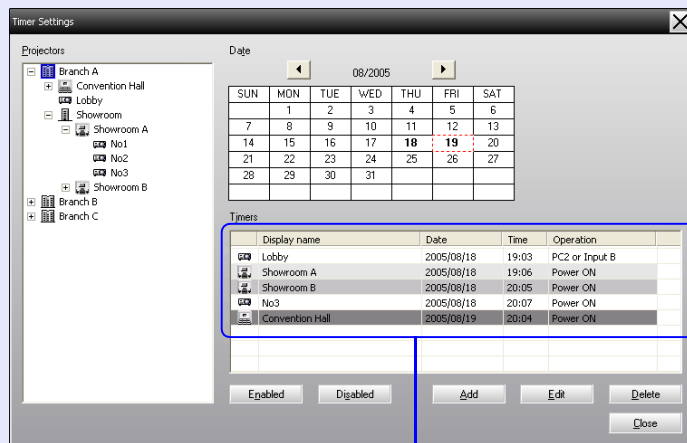 Timer Settings
Projectors
Branch A
Convention Hall
Lobby
Showroom
Showroom A
No1
No2
No3
Showroom B
Branch B
Branch C
Date
08/2005
SUN MON TUE WED THU FRI SAT
1 2 3 4 5 6
7 8 9 10 11 12 13
14 15 16 17 18 19 20
21 22 23 24 25 26 27
28 29 30 31
Timers
Display name Date Time Operation
Lobby 2005/08/18 19:03 PC2 or Input B
Showroom A 2005/08/18 19:06 Power ON
Showroom B 2005/08/18 20:05 Power ON
No3 2005/08/18 20:07 Power ON
Convention Hall 2005/08/19 20:04 Power ON
Enabled Disabled Add Edit Delete
Close